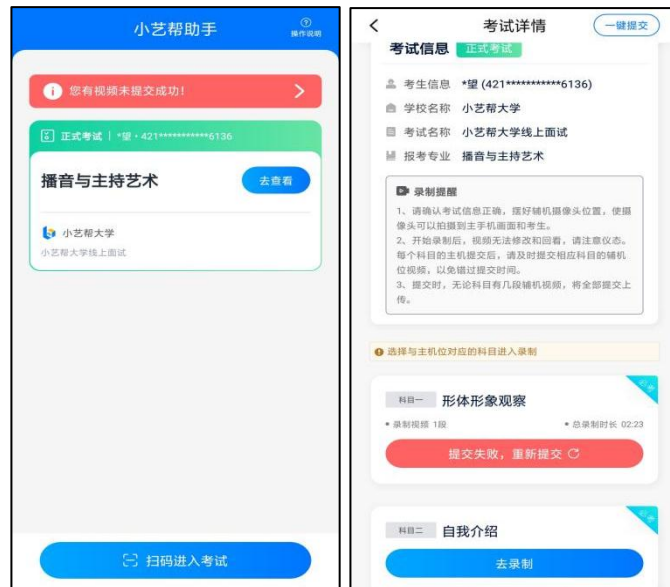 小艺帮助手
操作说明
您有视频未提交成功!
正式考试 | *望 · 421***********6136
播音与主持艺术
去查看
小艺帮大学
小艺帮大学线上面试
扫码进入考试
考试详情
一键提交
考试信息 正式考试
考生信息 *望 (421***********6136)
学校名称 小艺帮大学
考试名称 小艺帮大学线上面试
报考专业 播音与主持艺术
录制提醒
1、请确认考试信息正确，摆好辅机摄像头位置，使摄
像头可以拍摄到主手机画面和考生。
2、开始录制后，视频无法修改和回看，请注意仪态。
每个科目的主机提交后，请及时提交相应科目的辅机
位视频，以免错过提交时间。
3、提交时，无论科目有几段辅机视频，将全部提交上
传。
选择与主机位对应的科目进入录制
必考
科目一 形体形象观察
• 录制视频 1段 • 总录制时长 02:23
提交失败，重新提交
必考
科目二 自我介绍
去录制